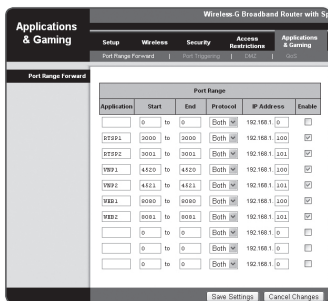 Wireless-G Broadband Router with Sp
Applications
& Gaming
Setup Wireless Security Access Restrictions Applications & Gaming
Port Range Forward | Port Triggering | DMZ | QoS
Port Range Forward
Port Range
Application Start End Protocol IP Address Enable
0 to 0 Both 192.168.1. 0
RTSP1 3000 to 3000 Both 192.168.1. 100
RTSP2 3001 to 3001 Both 192.168.1. 101
VNP1 4520 to 4520 Both 192.168.1. 100
VNP2 4521 to 4521 Both 192.168.1. 101
WEB1 8080 to 8080 Both 192.168.1. 100
WEB2 8081 to 8081 Both 192.168.1. 101
0 to 0 Both 192.168.1. 0
0 to 0 Both 192.168.1. 0
0 to 0 Both 192.168.1. 0
Save Settings Cancel Changes